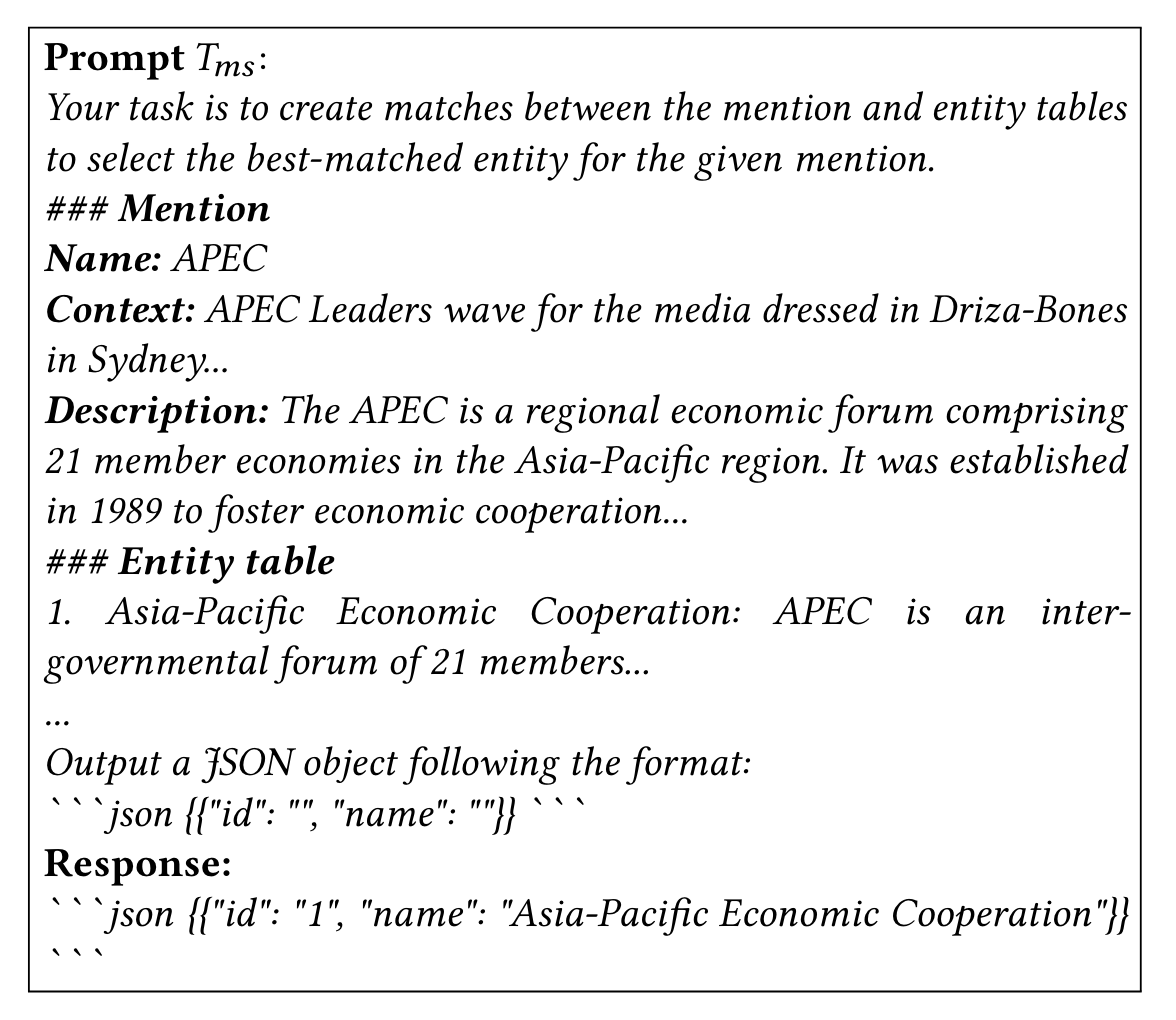 Prompt Tms:
Your task is to create matches between the mention and entity tables
to select the best-matched entity for the given mention.
### Mention
Name: APEC
Context: APEC Leaders wave for the media dressed in Driza-Bones
in Sydney...
Description: The APEC is a regional economic forum comprising
21 member economies in the Asia-Pacific region. It was established
in 1989 to foster economic cooperation...
### Entity table
1. Asia-Pacific Economic Cooperation: APEC is an inter-
governmental forum of 21 members...
...
Output a JSON object following the format:
```json {{"id": "", "name": ""}} ```
Response:
```json {{"id": "1", "name": "Asia-Pacific Economic Cooperation"}}
```